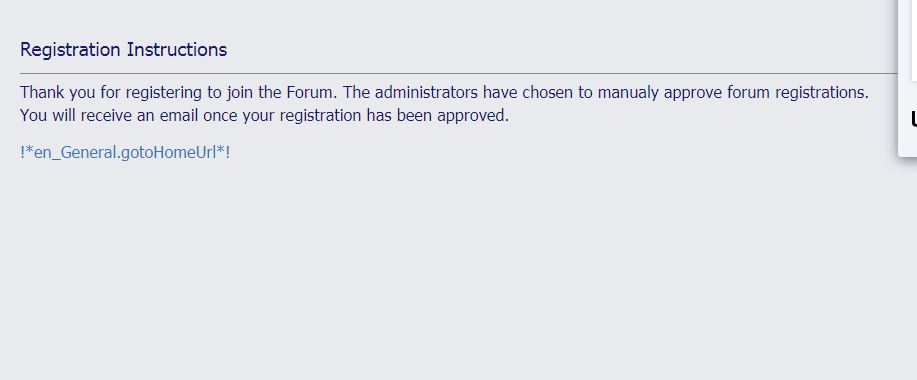 Registration Instructions
Thank you for registering to join the Forum. The administrators have chosen to manualy approve forum registrations.
You will receive an email once your registration has been approved.
!*en_General.gotoHomeUrl*!